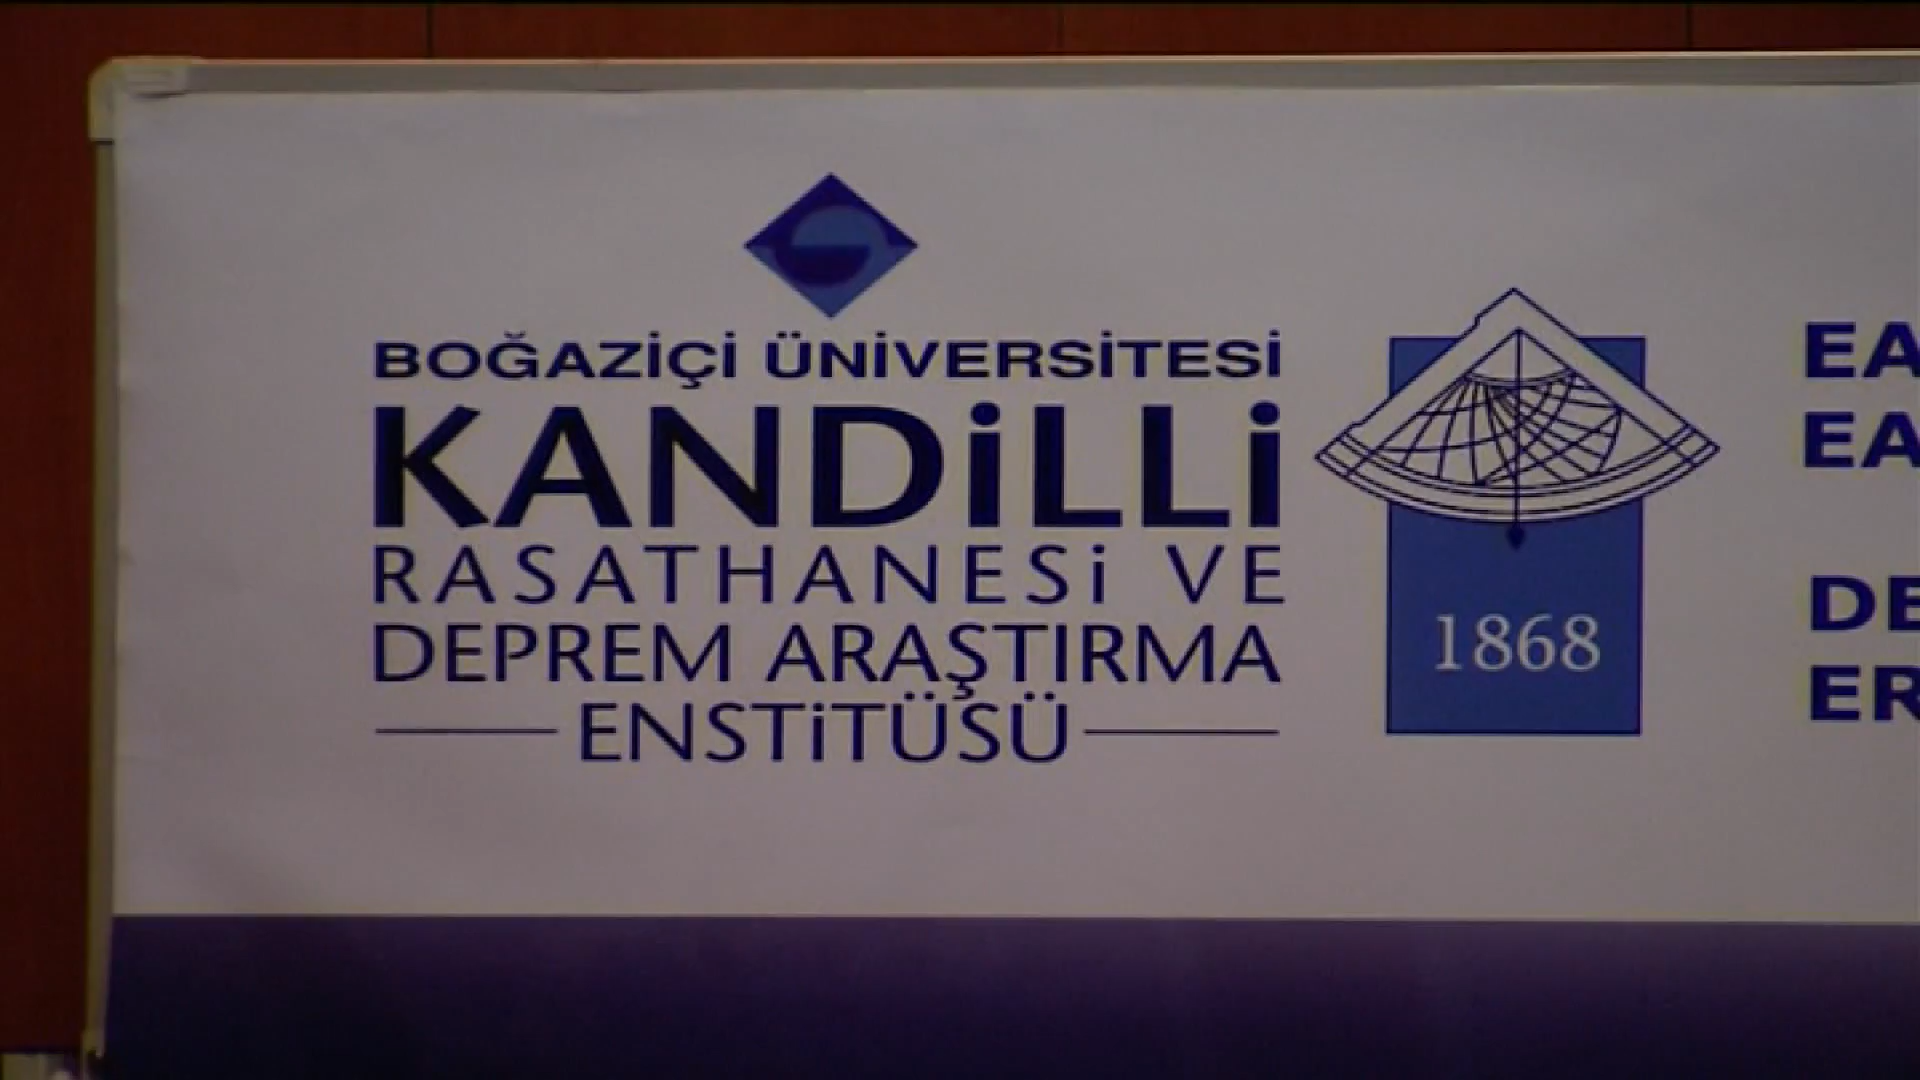 BOĞAZİÇİ ÜNİVERSİTESİ
KANDİLLİ
RASATHANESİ VE
DEPREM ARAŞTIRMA
ENSTİTÜSÜ
1868